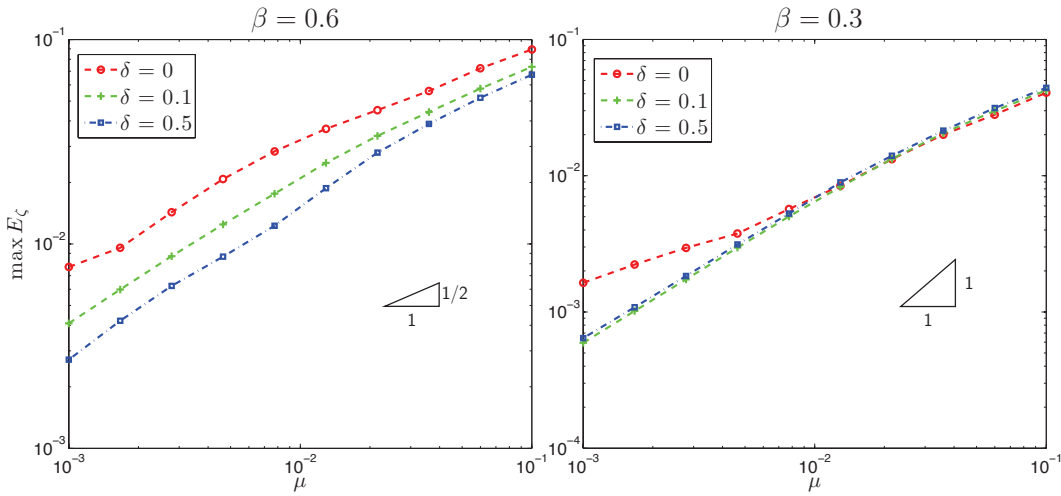 β = 0.6
10⁻¹
10⁻²
10⁻³
max E_ζ
δ = 0
δ = 0.1
δ = 0.5
1/2
1
10⁻³
10⁻²
10⁻¹
μ
β = 0.3
10⁻¹
10⁻²
10⁻³
10⁻⁴
δ = 0
δ = 0.1
δ = 0.5
1
1
10⁻³
10⁻²
10⁻¹
μ